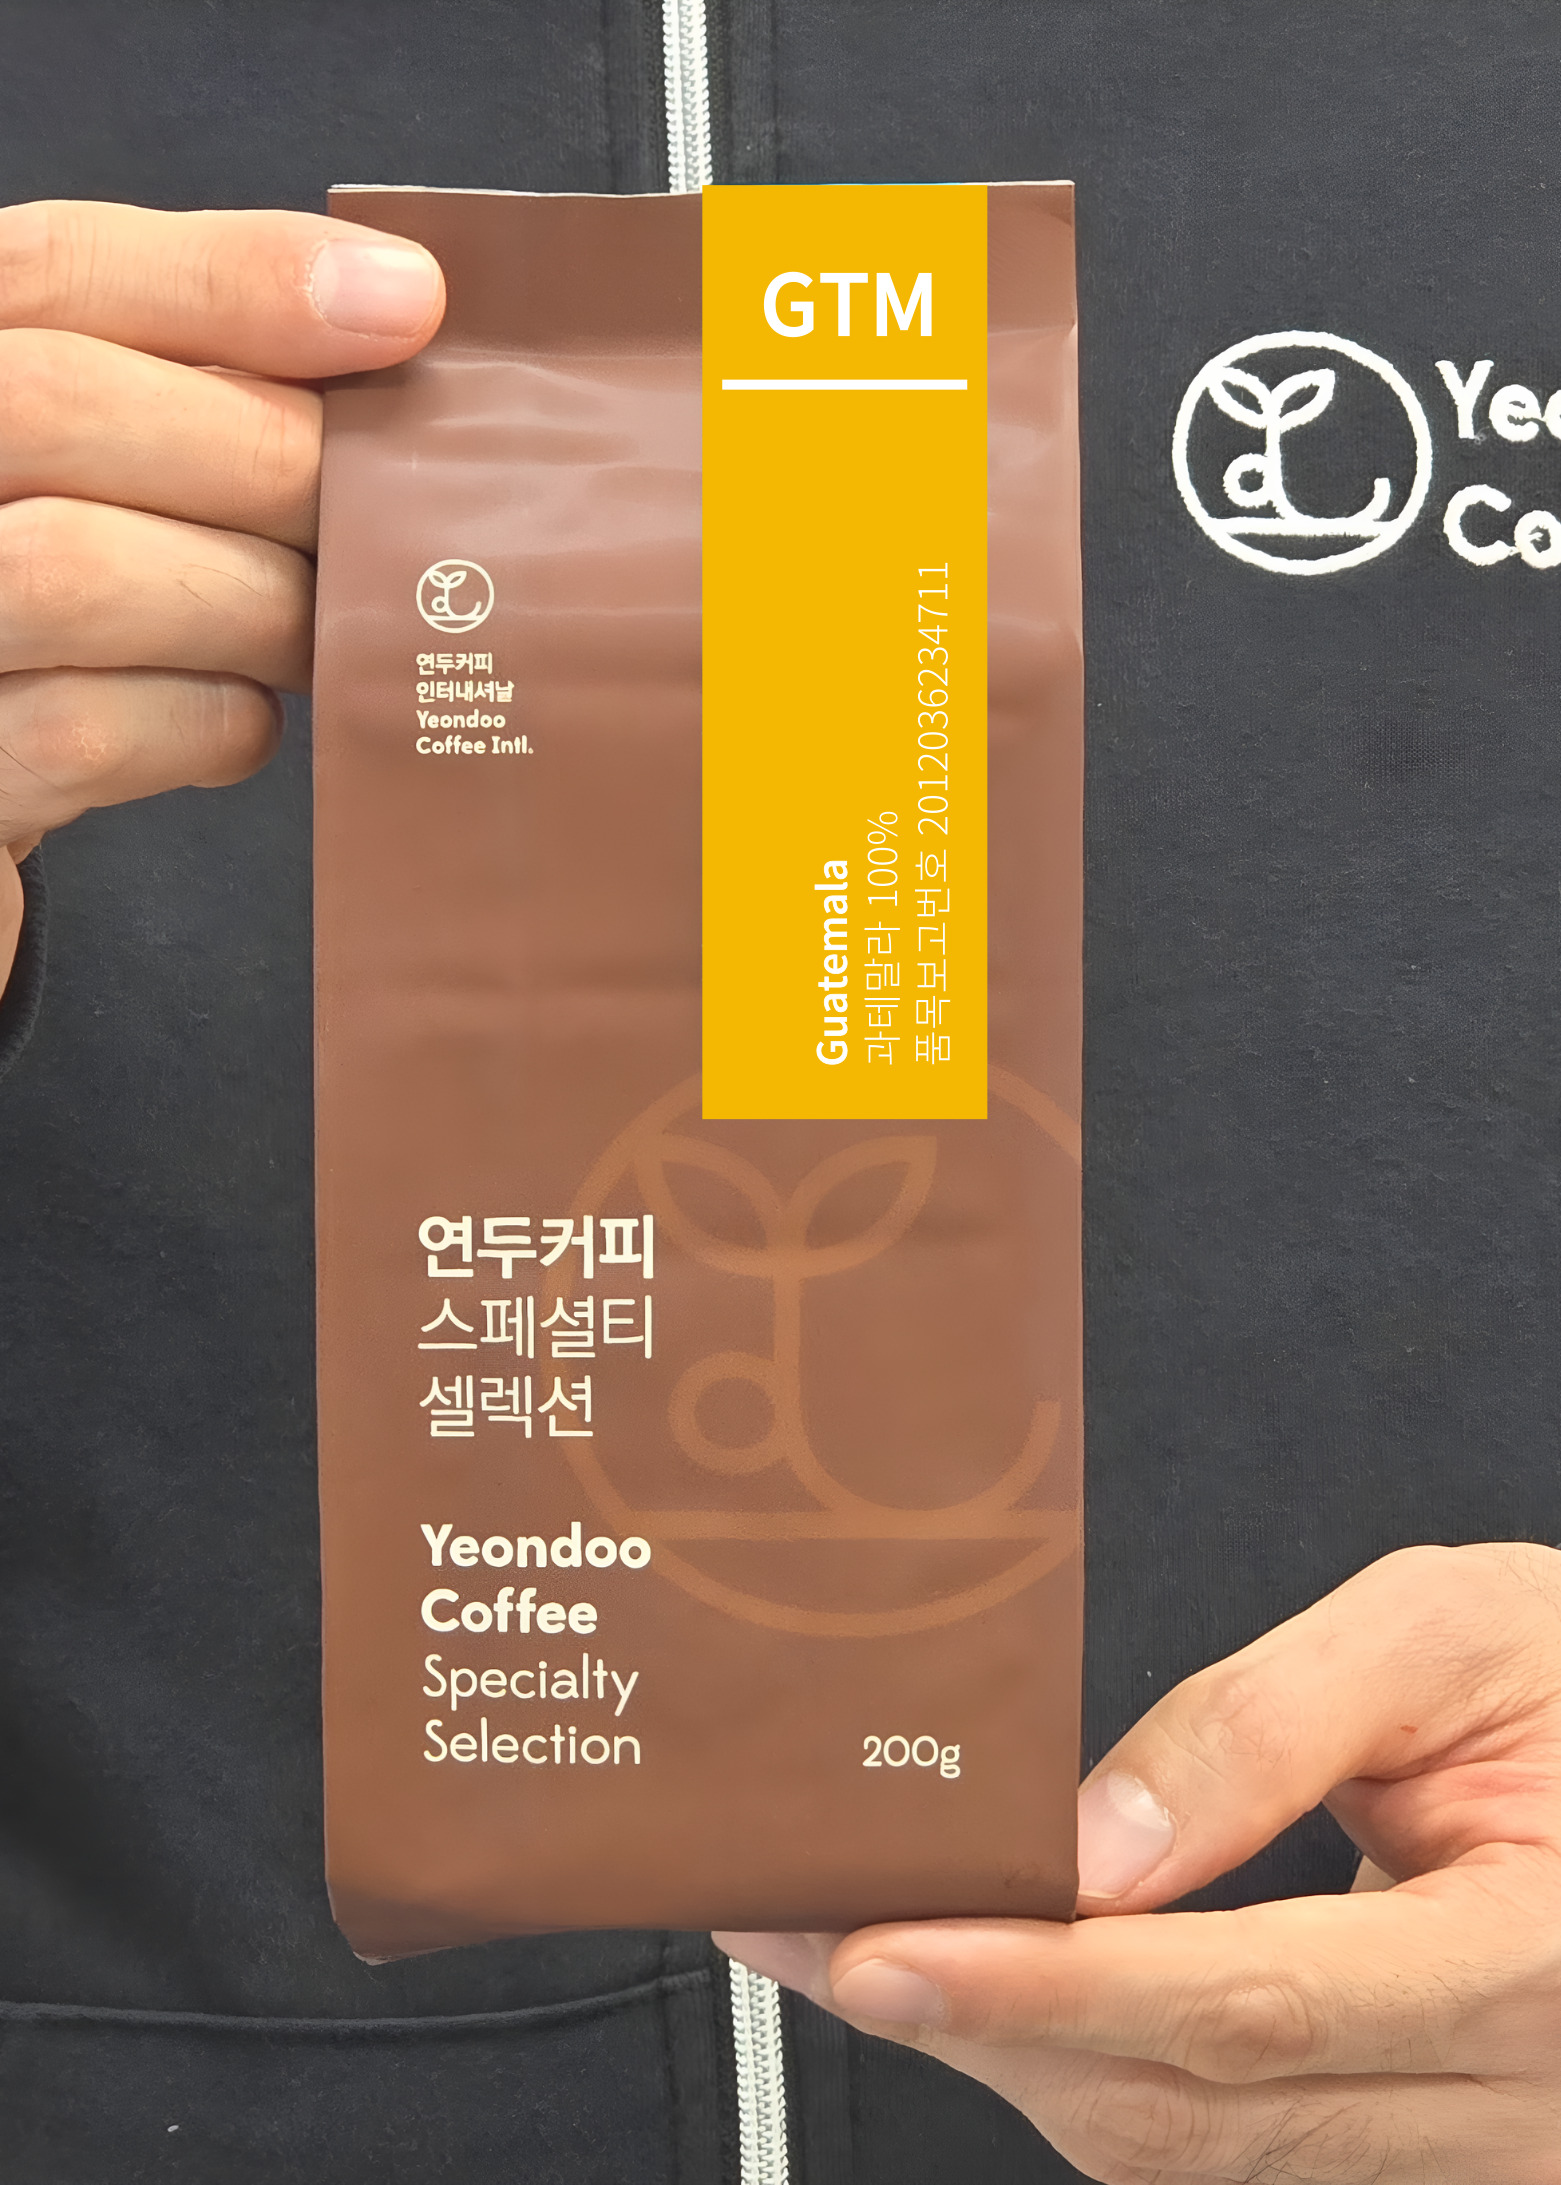 GTM
Guatemala
과테말라 100%
품목보고번호 2012036234711
연두커피
인터내셔날
Yeondoo
Coffee Intl.
연두커피
스페셜티
셀렉션
Yeondoo
Coffee
Specialty
Selection
200g